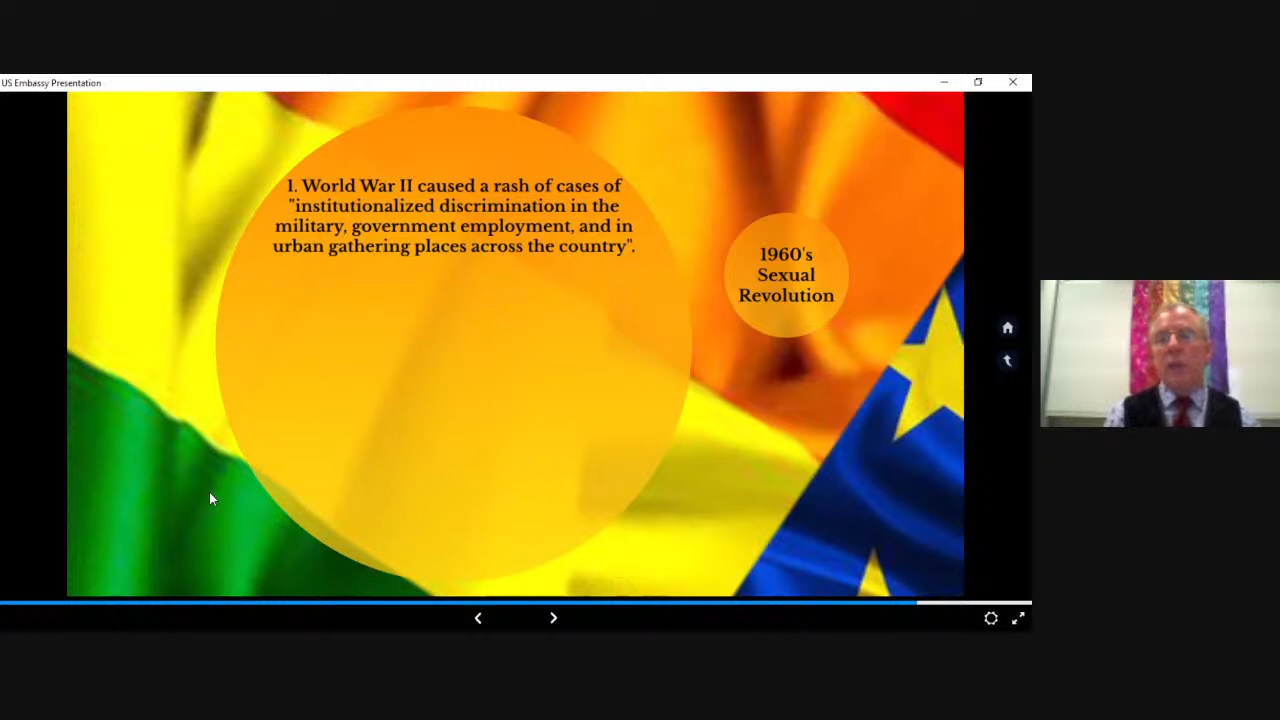 US Embassy Presentation
1. World War II caused a rash of cases of
"institutionalized discrimination in the
military, government employment, and in
urban gathering places across the country".
1960's
Sexual
Revolution